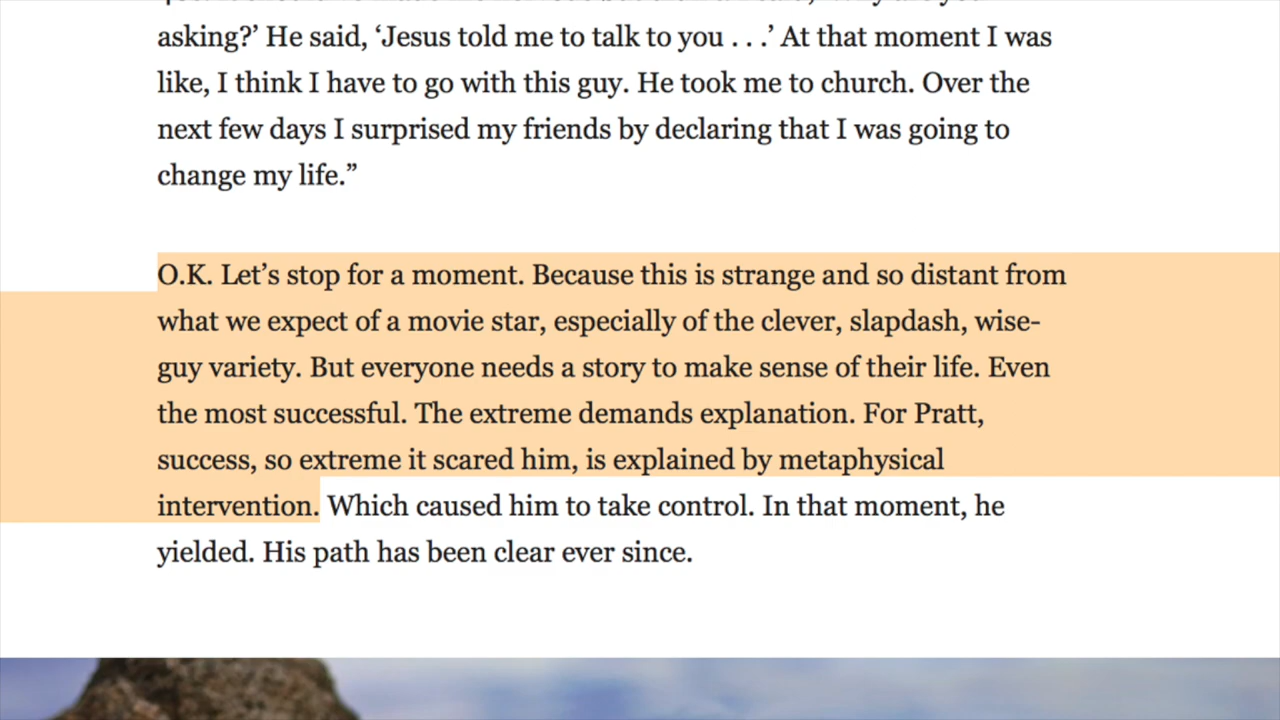 asking?’ He said, ‘Jesus told me to talk to you . . .’ At that moment I was
like, I think I have to go with this guy. He took me to church. Over the
next few days I surprised my friends by declaring that I was going to
change my life.”
O.K. Let’s stop for a moment. Because this is strange and so distant from
what we expect of a movie star, especially of the clever, slapdash, wise-
guy variety. But everyone needs a story to make sense of their life. Even
the most successful. The extreme demands explanation. For Pratt,
success, so extreme it scared him, is explained by metaphysical
intervention. Which caused him to take control. In that moment, he
yielded. His path has been clear ever since.